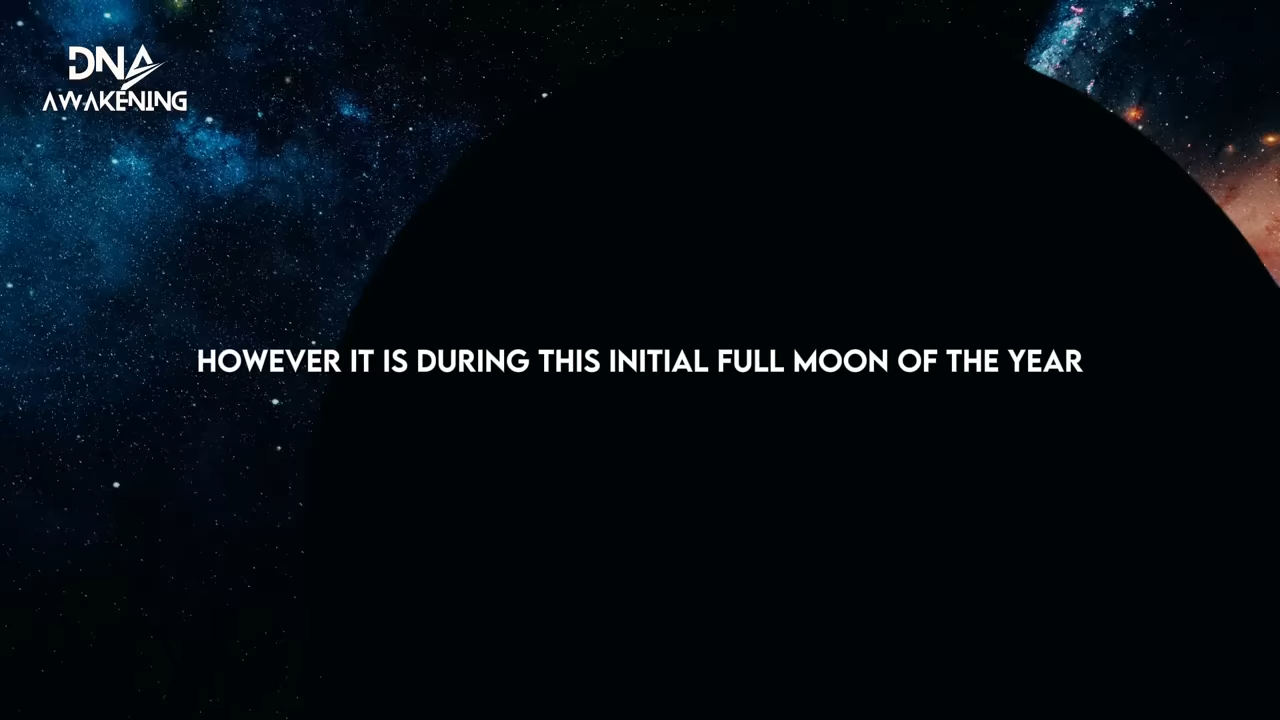 DNA
AWAKENING
HOWEVER IT IS DURING THIS INITIAL FULL MOON OF THE YEAR